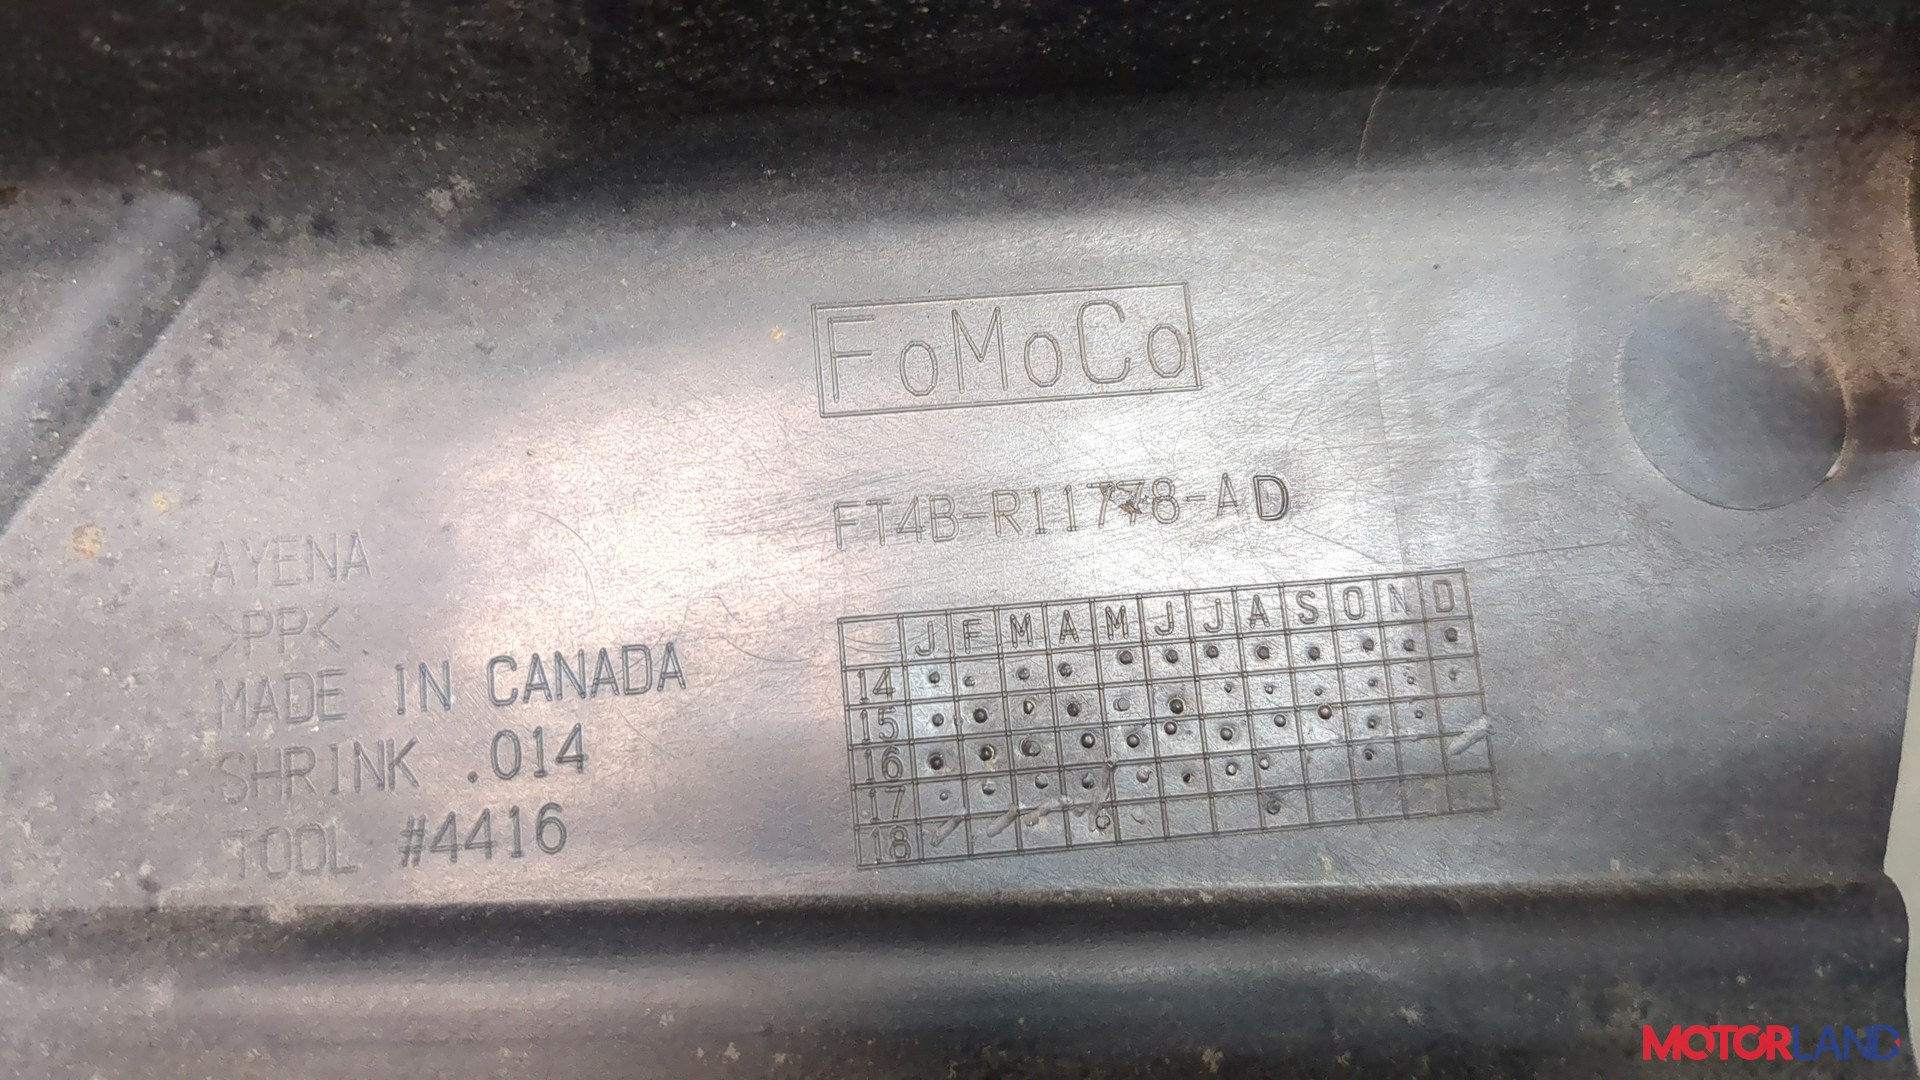 FoMoCo
FT4B-R11778-AD
AYENA
>PP<
MADE IN CANADA
SHRINK .014
TOOL #4416
J F M A M J J A S O N D
14
15
16
17
18
MOTORLAND